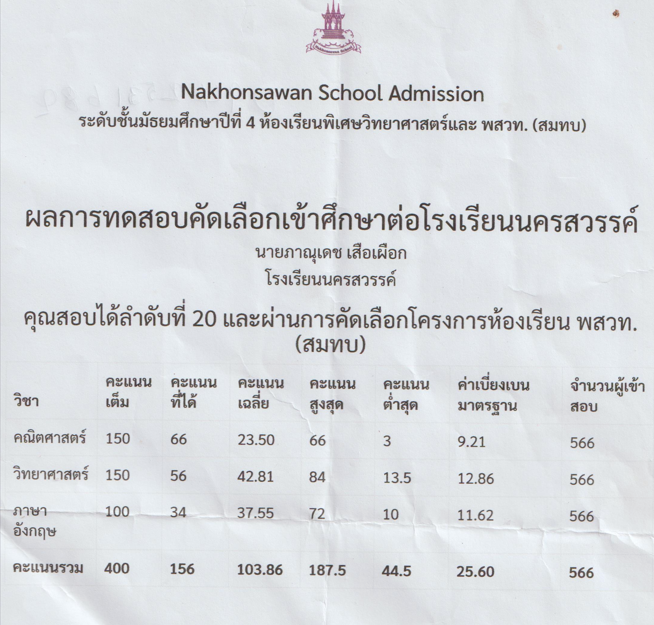 Nakhonsawan School Admission
ระดับชั้นมัธยมศึกษาปีที่ 4 ห้องเรียนพิเศษวิทยาศาสตร์และ พสวท. (สมทบ)
ผลการทดสอบคัดเลือกเข้าศึกษาต่อโรงเรียนนครสวรรค์
นายภาณุเดช เสือเผือก
โรงเรียนนครสวรรค์
คุณสอบได้ลำดับที่ 20 และผ่านการคัดเลือกโครงการห้องเรียน พสวท.
(สมทบ)
วิชา คะแนนเต็ม คะแนนที่ได้ คะแนนเฉลี่ย คะแนนสูงสุด คะแนนต่ำสุด ค่าเบี่ยงเบนมาตรฐาน จำนวนผู้เข้าสอบ
คณิตศาสตร์ 150 66 23.50 66 3 9.21 566
วิทยาศาสตร์ 150 56 42.81 84 13.5 12.86 566
ภาษาอังกฤษ 100 34 37.55 72 10 11.62 566
คะแนนรวม 400 156 103.86 187.5 44.5 25.60 566